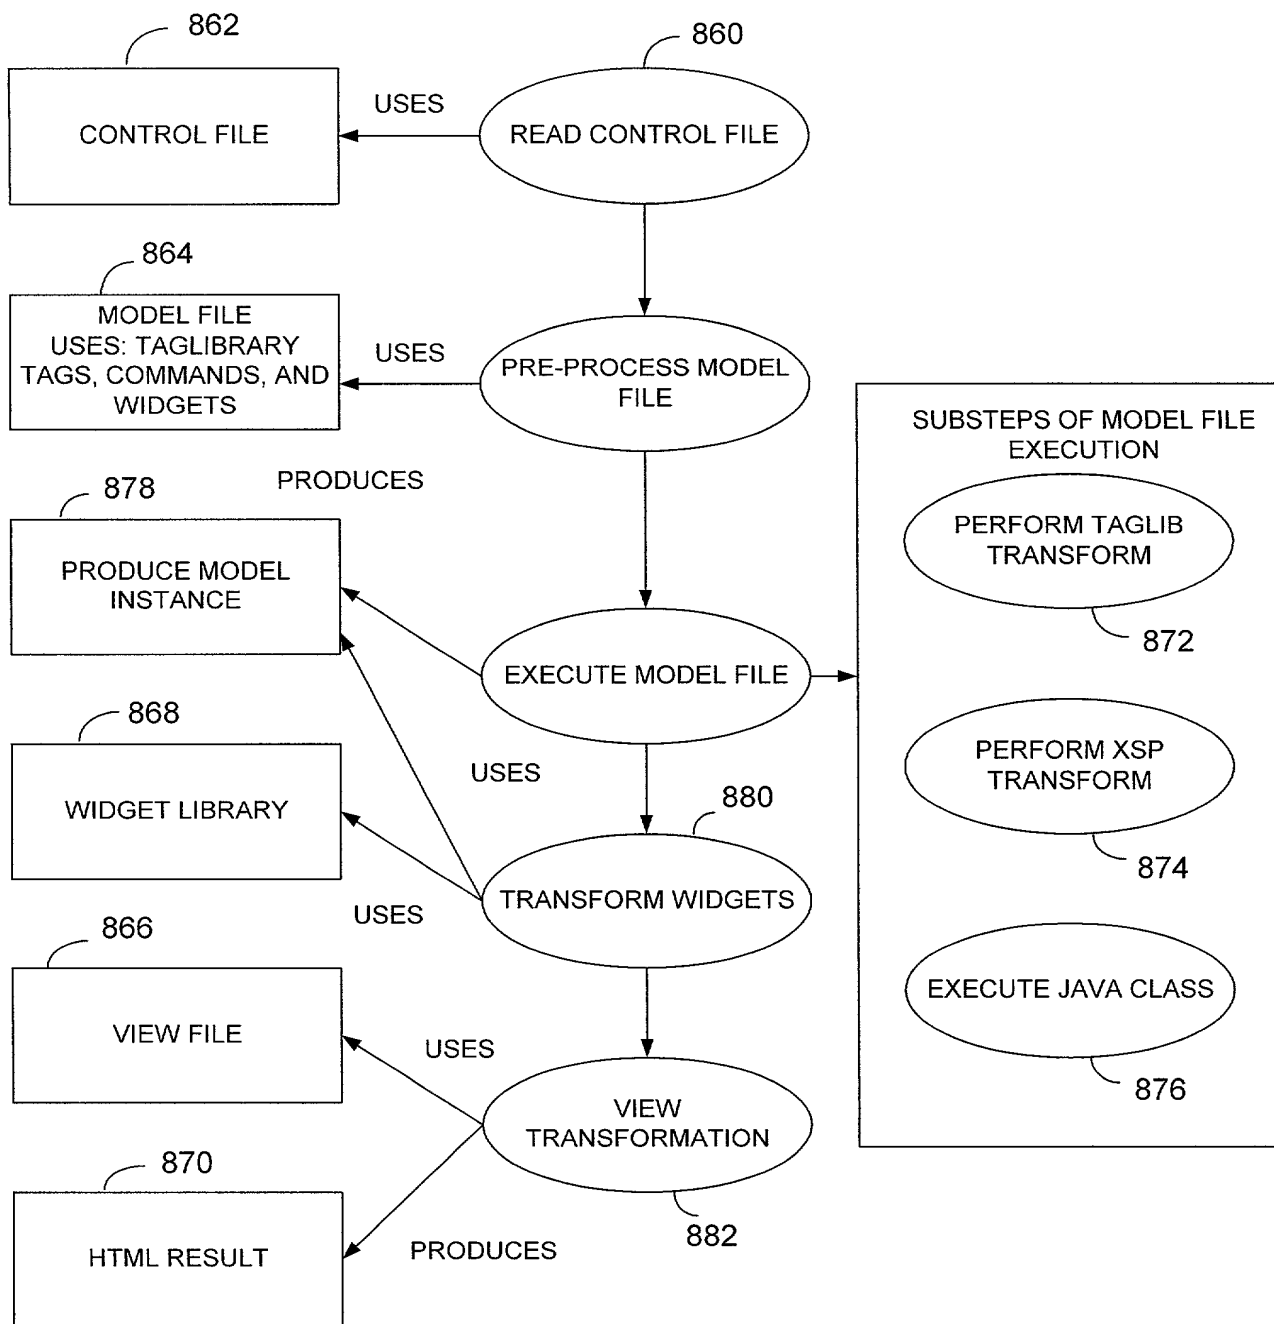 862
860
USES
CONTROL FILE
READ CONTROL FILE
864
MODEL FILE
USES: TAGLIBRARY
TAGS, COMMANDS, AND
WIDGETS
USES
PRE-PROCESS MODEL
FILE
SUBSTEPS OF MODEL FILE
EXECUTION
PERFORM TAGLIB
TRANSFORM
872
PERFORM XSP
TRANSFORM
874
EXECUTE JAVA CLASS
876
878
PRODUCES
PRODUCE MODEL
INSTANCE
EXECUTE MODEL FILE
868
USES
WIDGET LIBRARY
880
TRANSFORM WIDGETS
USES
866
VIEW FILE
USES
VIEW
TRANSFORMATION
882
870
PRODUCES
HTML RESULT